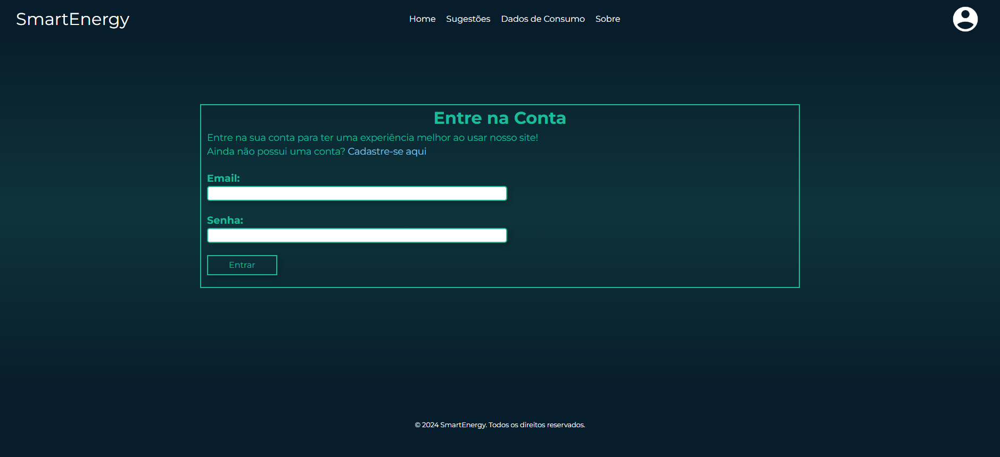 SmartEnergy
Home Sugestões Dados de Consumo Sobre
Entre na Conta
Entre na sua conta para ter uma experiência melhor ao usar nosso site!
Ainda não possui uma conta? Cadastre-se aqui
Email:
Senha:
Entrar
© 2024 SmartEnergy. Todos os direitos reservados.